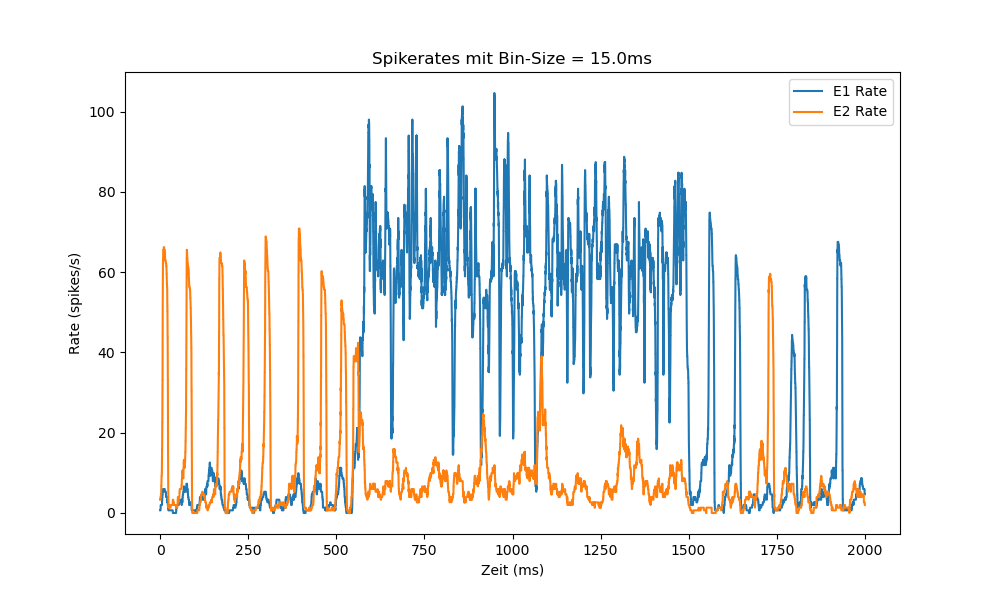 Spikerates mit Bin-Size = 15.0ms
E1 Rate
E2 Rate
100
80
60
40
20
0
Rate (spikes/s)
0 250 500 750 1000 1250 1500 1750 2000
Zeit (ms)